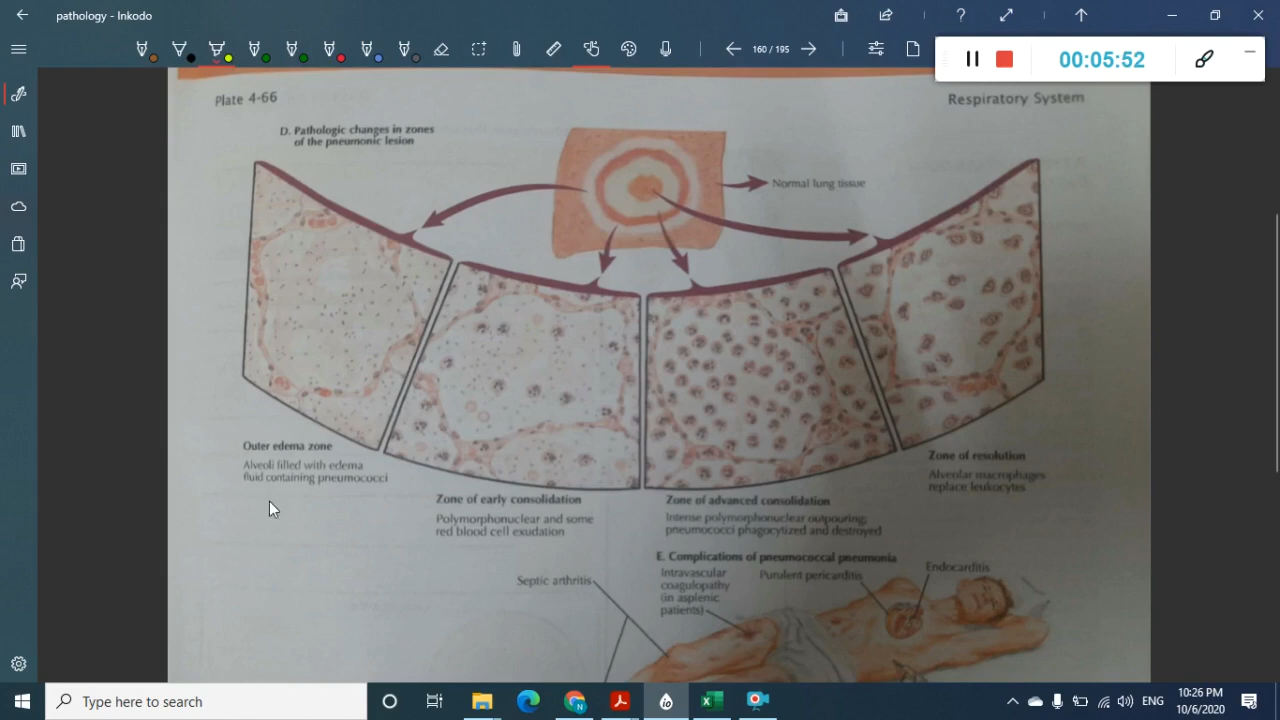 pathology - Inkodo
160 / 195
00:05:52
Plate 4-66
Respiratory System
D. Pathologic changes in zones
of the pneumonic lesion
Normal lung tissue
Outer edema zone
Alveoli filled with edema
fluid containing pneumococci
Zone of early consolidation
Polymorphonuclear and some
red blood cell exudation
Zone of advanced consolidation
Intense polymorphonuclear outpouring;
pneumococci phagocytized and destroyed
Zone of resolution
Alveolar macrophages
replace leukocytes
E. Complications of pneumococcal pneumonia
Septic arthritis
Intravascular
coagulopathy
(in asplenic
patients)
Purulent pericarditis
Endocarditis
Type here to search
ENG
10:26 PM
10/6/2020